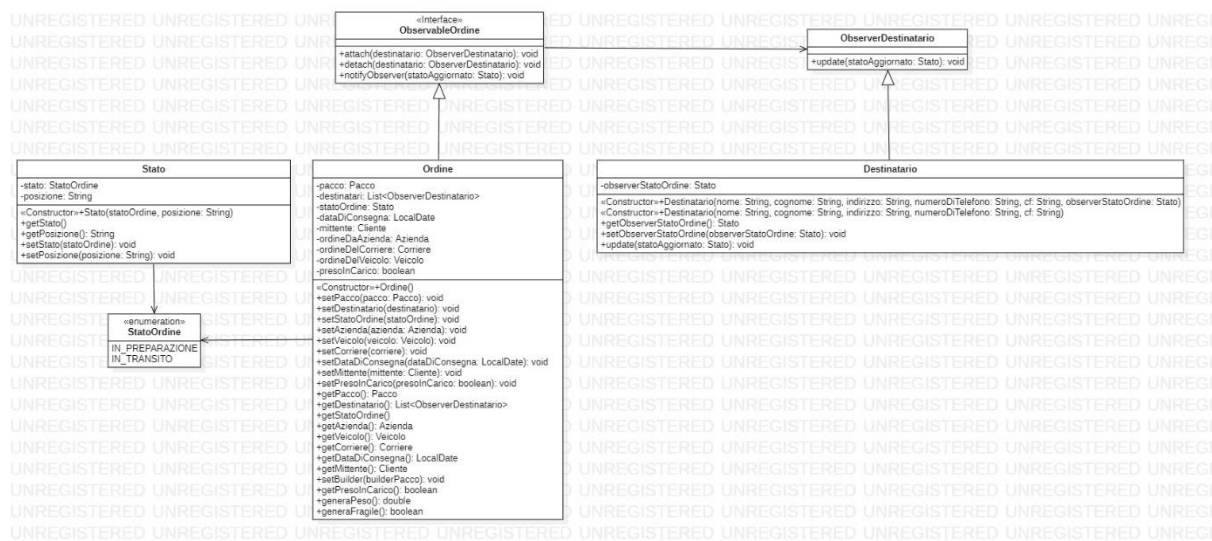 «Interface»
ObservableOrdine
+attach(destinatario: ObserverDestinatario): void
+detach(destinatario: ObserverDestinatario): void
+notifyObserver(statoAggiornato: Stato): void
ObserverDestinatario
+update(statoAggiornato: Stato): void
Stato
-stato: StatoOrdine
-posizione: String
«Constructor»+Stato(statoOrdine, posizione: String)
+getStato()
+getPosizione(): String
+setStato(statoOrdine): void
+setPosizione(posizione: String): void
Ordine
-pacco: Pacco
-destinatari: List<ObserverDestinatario>
-statoOrdine: Stato
-dataDiConsegna: LocalDate
-mittente: Cliente
-ordineDaAzienda: Azienda
-ordineDelCorriere: Corriere
-ordineDelVeicolo: Veicolo
-presoInCarico: boolean
«Constructor»+Ordine()
+setPacco(pacco: Pacco): void
+setDestinatario(destinatario): void
+setStatoOrdine(statoOrdine): void
+setAzienda(azienda: Azienda): void
+setVeicolo(veicolo: Veicolo): void
+setCorriere(corriere): void
+setDataDiConsegna(dataDiConsegna: LocalDate): void
+setMittente(mittente: Cliente): void
+setPresoInCarico(presoInCarico: boolean): void
+getPacco(): Pacco
+getDestinatario(): List<ObserverDestinatario>
+getStatoOrdine()
+getAzienda(): Azienda
+getVeicolo(): Veicolo
+getCorriere(): Corriere
+getDataDiConsegna(): LocalDate
+getMittente(): Cliente
+setBuilder(builderPacco): void
+getPresoInCarico(): boolean
+generaPeso(): double
+generaFragile(): boolean
Destinatario
-observerStatoOrdine: Stato
«Constructor»+Destinatario(nome: String, cognome: String, indirizzo: String, numeroDiTelefono: String, cf: String, observerStatoOrdine: Stato)
«Constructor»+Destinatario(nome: String, cognome: String, indirizzo: String, numeroDiTelefono: String, cf: String)
+getObserverStatoOrdine(): Stato
+setObserverStatoOrdine(observerStatoOrdine: Stato): void
+update(statoAggiornato: Stato): void
«enumeration»
StatoOrdine
IN_PREPARAZIONE
IN_TRANSITO